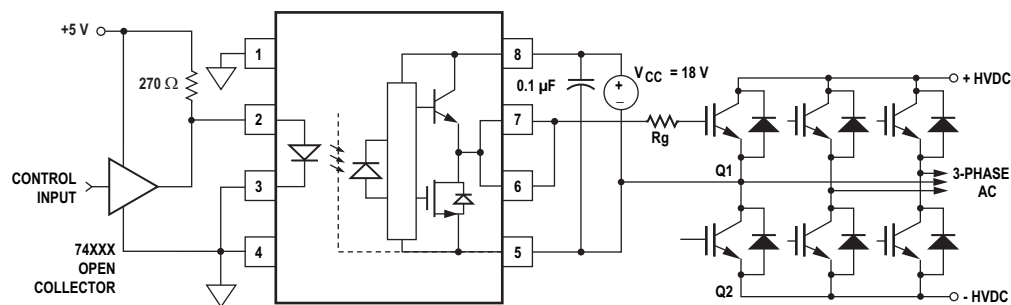 +5 V
270 Ω
CONTROL
INPUT
74XXX
OPEN
COLLECTOR
1
2
3
4
8
7
6
5
0.1 µF
V CC = 18 V
+
–
Rg
Q1
Q2
+ HVDC
3-PHASE
AC
- HVDC